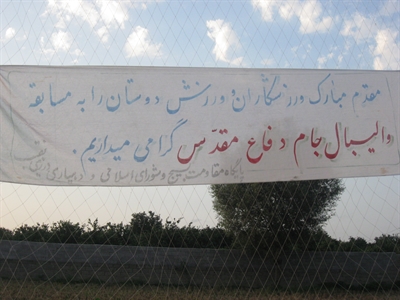 مقدم مبارک ورزشکاران و ورزش دوستان را به مسابقه
والیبال جام دفاع مقدس گرامی میداریم.
پایگاه مقاومت بسیج و شورای اسلامی و دهیاری